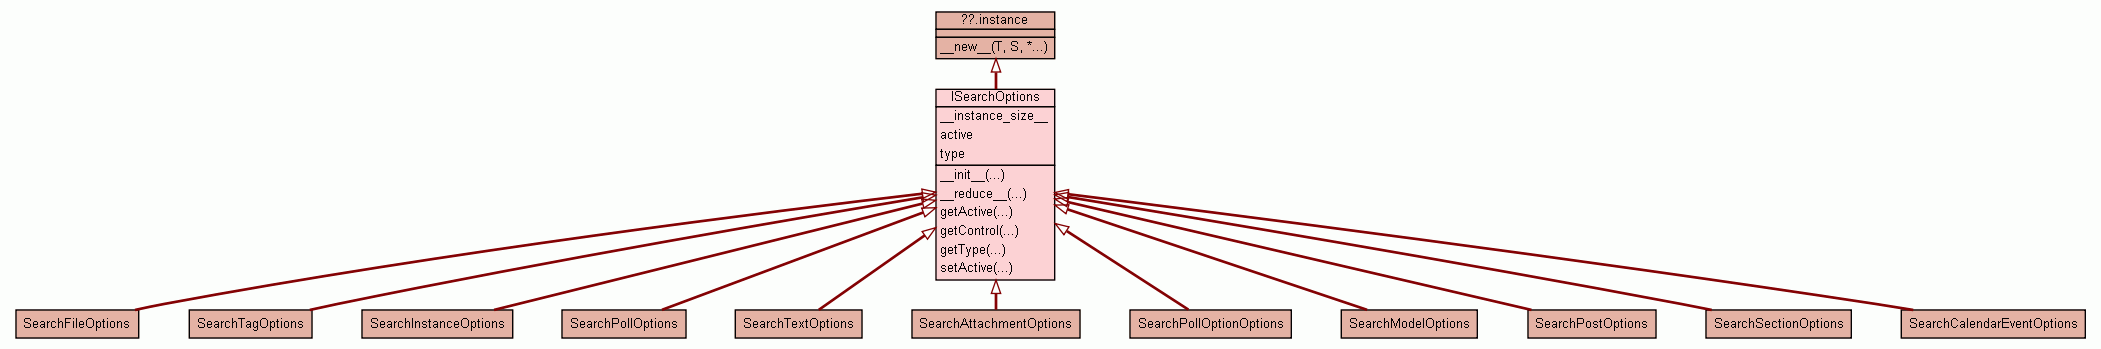 ??.instance
__new__(T, S, *...)
ISearchOptions
__instance_size__
active
type
__init__(...)
__reduce__(...)
getActive(...)
getControl(...)
getType(...)
setActive(...)
SearchFileOptions
SearchTagOptions
SearchInstanceOptions
SearchPollOptions
SearchTextOptions
SearchAttachmentOptions
SearchPollOptionOptions
SearchModelOptions
SearchPostOptions
SearchSectionOptions
SearchCalendarEventOptions